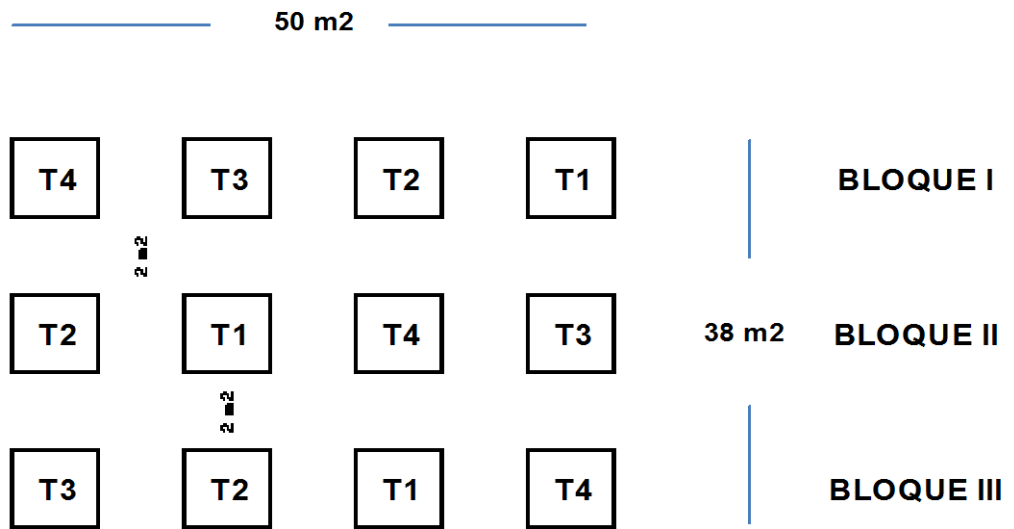 50 m2
T4 T3 T2 T1 BLOQUE I
2 m2
T2 T1 T4 T3 38 m2 BLOQUE II
2 m2
T3 T2 T1 T4 BLOQUE III